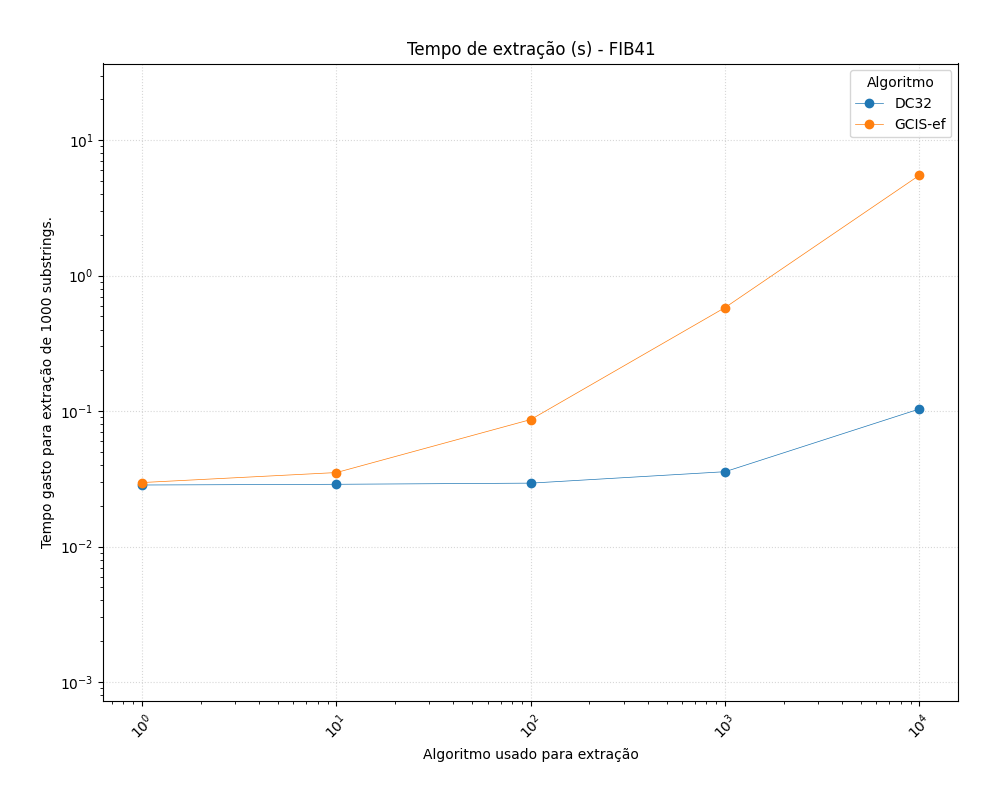 Tempo de extração (s) - FIB41
Algoritmo
DC32
GCIS-ef
Tempo gasto para extração de 1000 substrings.
10¹
10⁰
10⁻¹
10⁻²
10⁻³
10⁰
10¹
10²
10³
10⁴
Algoritmo usado para extração